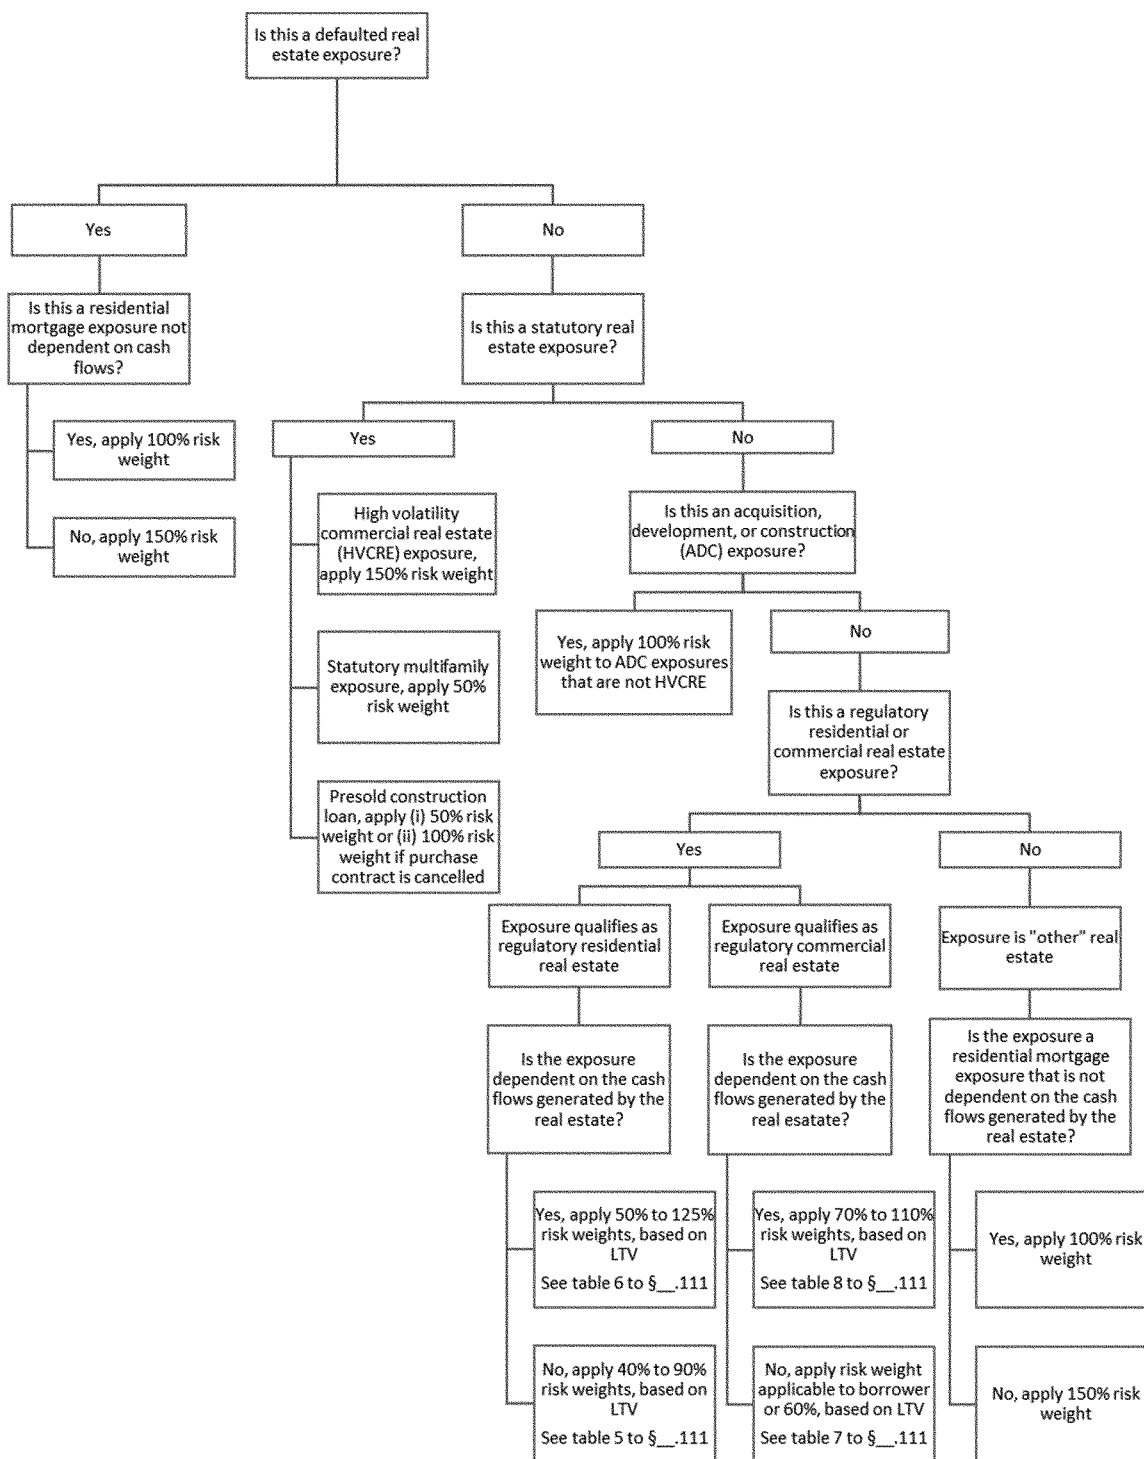 Is this a defaulted real
estate exposure?
Yes
No
Is this a residential
mortgage exposure not
dependent on cash
flows?
Is this a statutory real
estate exposure?
Yes, apply 100% risk
weight
No, apply 150% risk
weight
Yes
No
High volatility
commercial real estate
(HVCRE) exposure,
apply 150% risk weight
Statutory multifamily
exposure, apply 50%
risk weight
Presold construction
loan, apply (i) 50% risk
weight or (ii) 100% risk
weight if purchase
contract is cancelled
Is this an acquisition,
development, or construction
(ADC) exposure?
Yes, apply 100% risk
weight to ADC exposures
that are not HVCRE
No
Is this a regulatory
residential or
commercial real estate
exposure?
Yes
No
Exposure qualifies as
regulatory residential
real estate
Exposure qualifies as
regulatory commercial
real estate
Exposure is "other" real
estate
Is the exposure
dependent on the cash
flows generated by the
real estate?
Is the exposure
dependent on the cash
flows generated by the
real esatate?
Is the exposure a
residential mortgage
exposure that is not
dependent on the cash
flows generated by the
real estate?
Yes, apply 50% to 125%
risk weights, based on
LTV
See table 6 to §__.111
Yes, apply 70% to 110%
risk weights, based on
LTV
See table 8 to §__.111
Yes, apply 100% risk
weight
No, apply 40% to 90%
risk weights, based on
LTV
See table 5 to §__.111
No, apply risk weight
applicable to borrower
or 60%, based on LTV
See table 7 to §__.111
No, apply 150% risk
weight